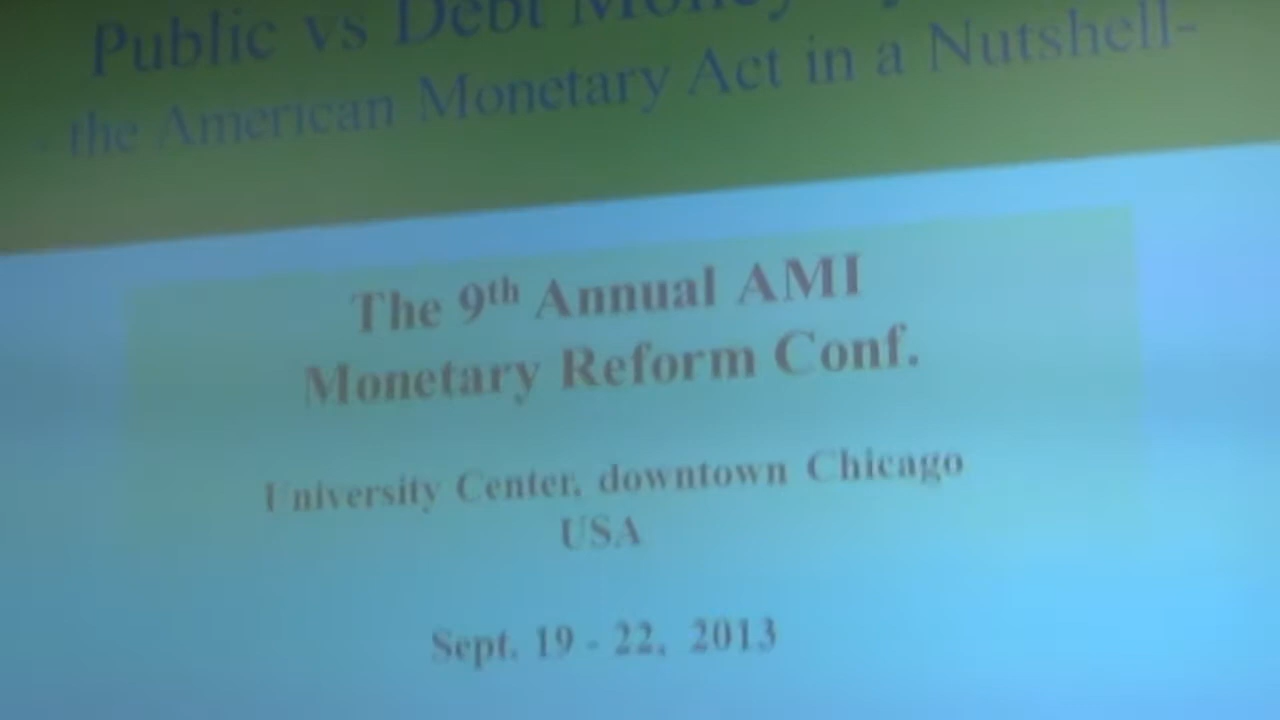 Public vs Debt Money
the American Monetary Act in a Nutshell-
The 9th Annual AMI
Monetary Reform Conf.
University Center, downtown Chicago
USA
Sept. 19 - 22, 2013